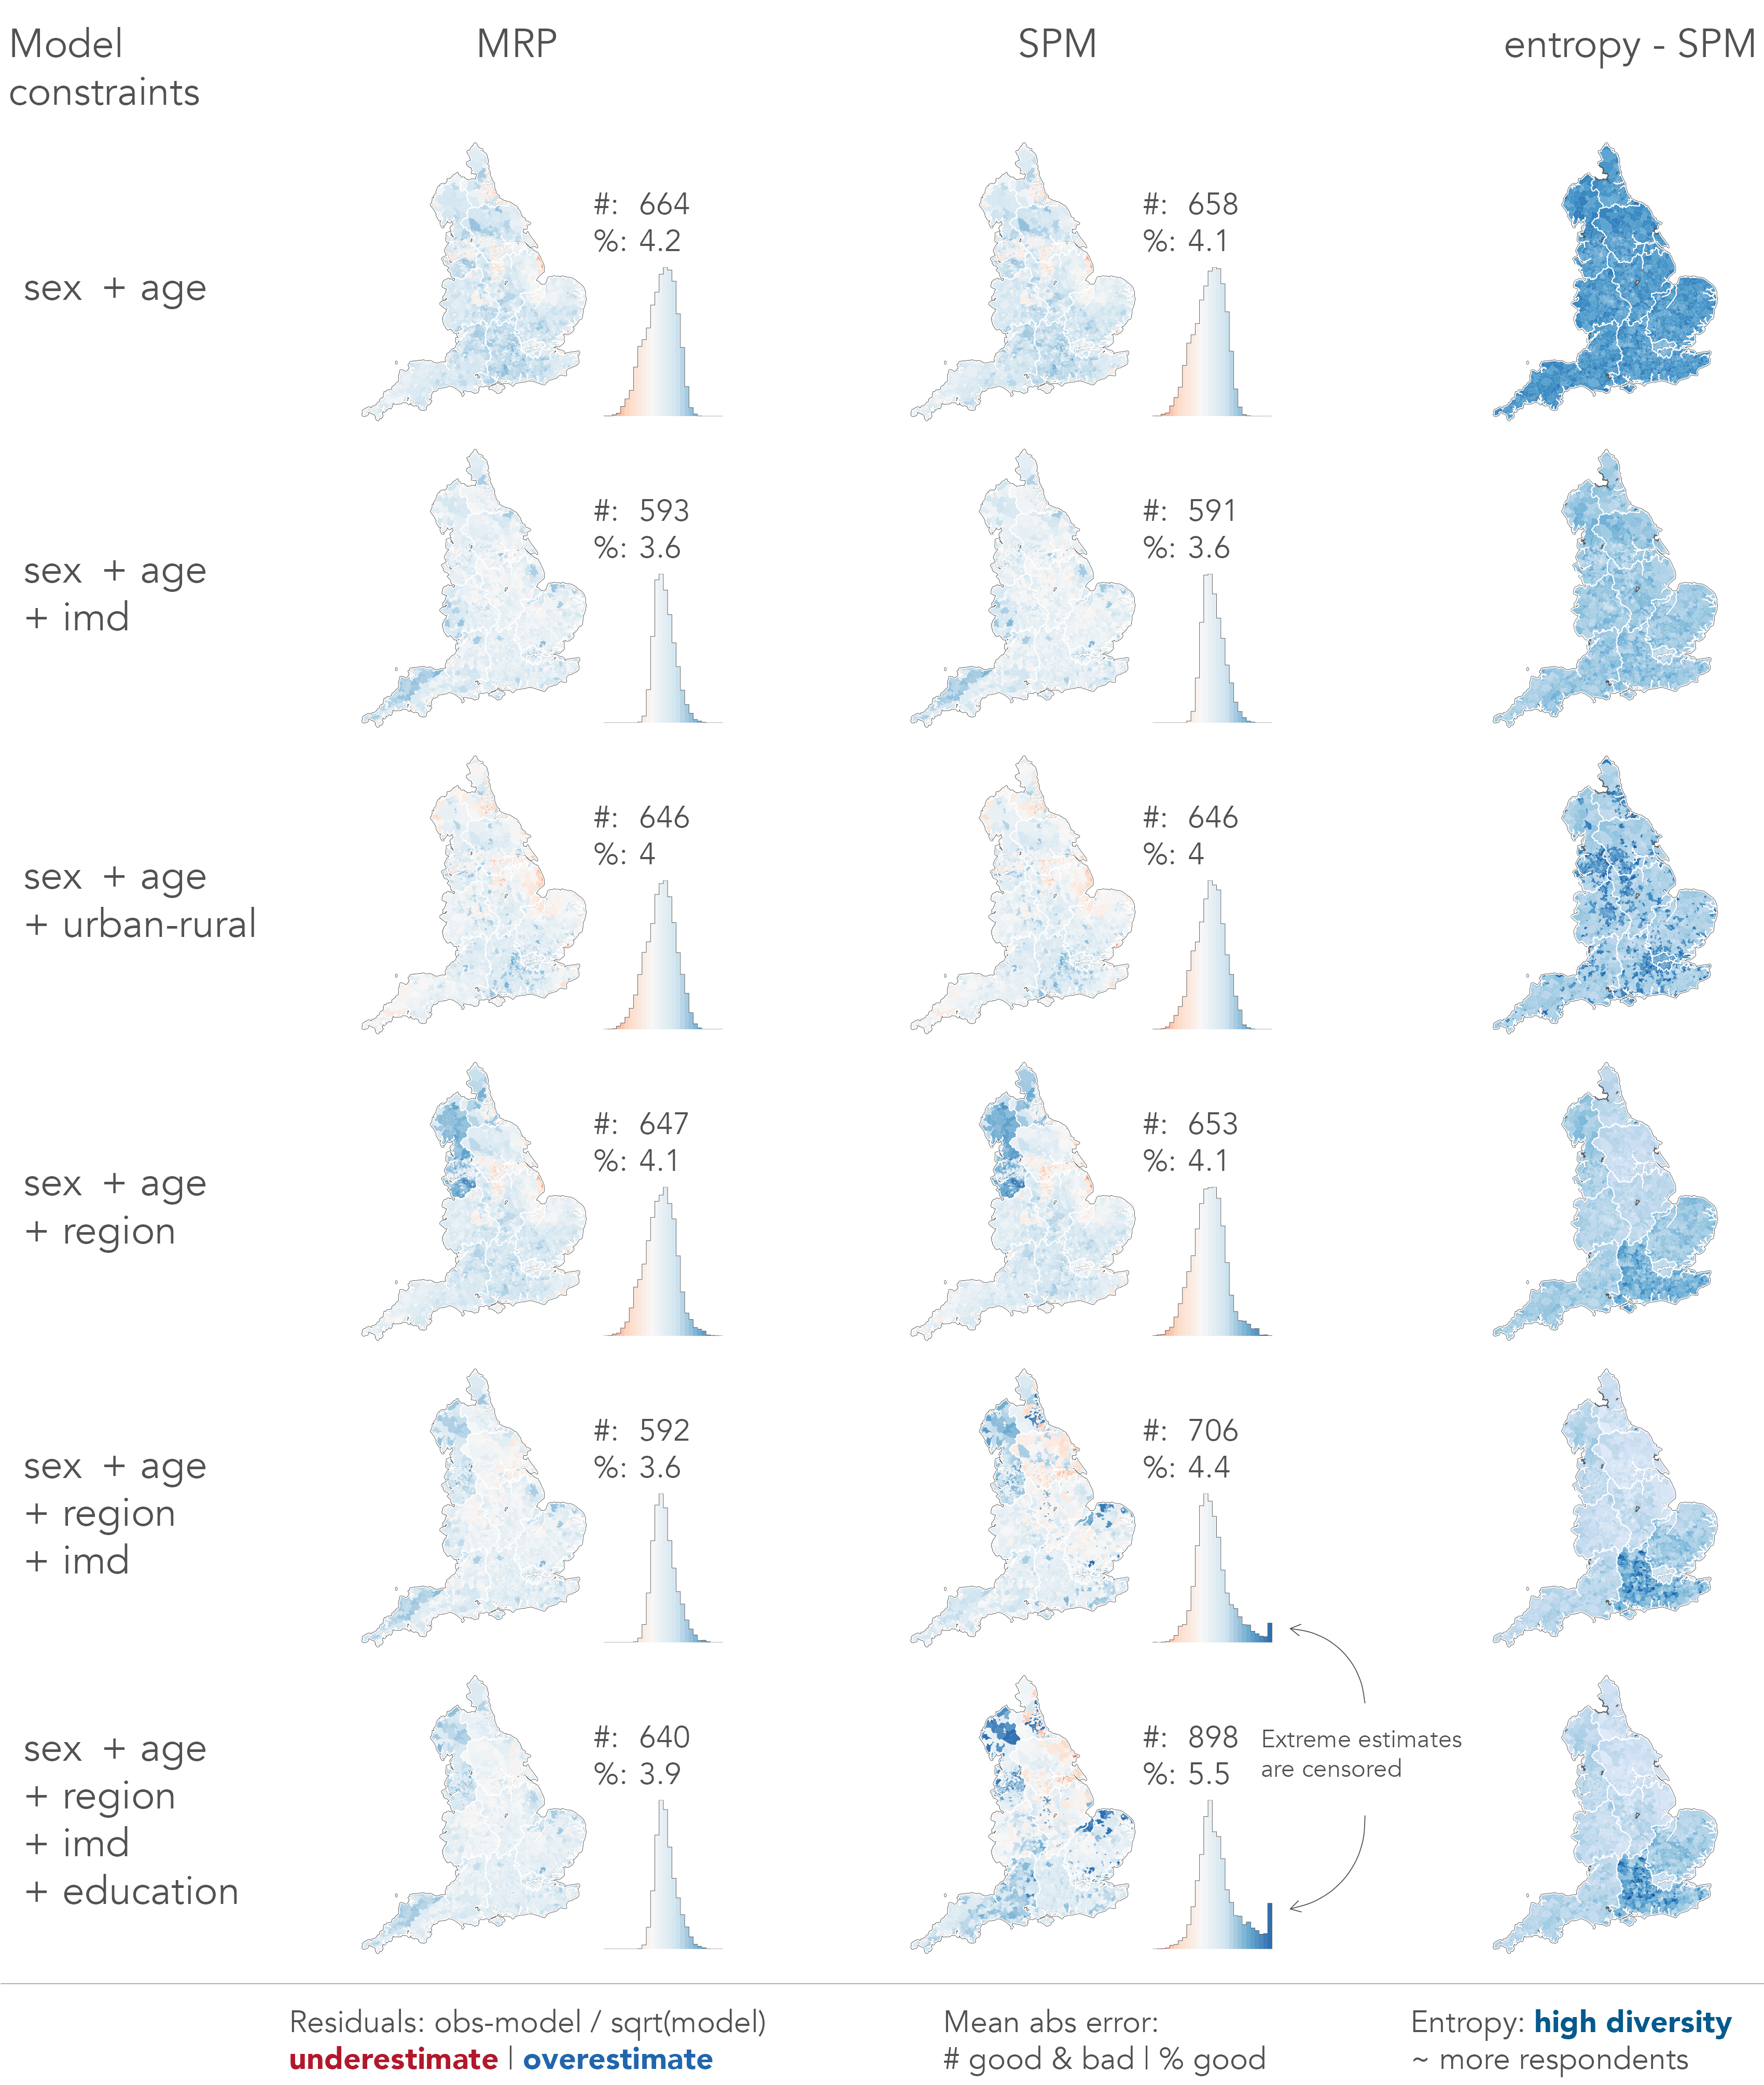 Model
constraints
MRP
SPM
entropy - SPM
sex + age
#: 664
%: 4.2
#: 658
%: 4.1
sex + age
+ imd
#: 593
%: 3.6
#: 591
%: 3.6
sex + age
+ urban-rural
#: 646
%: 4
#: 646
%: 4
sex + age
+ region
#: 647
%: 4.1
#: 653
%: 4.1
sex + age
+ region
+ imd
#: 592
%: 3.6
#: 706
%: 4.4
sex + age
+ region
+ imd
+ education
#: 640
%: 3.9
#: 898
%: 5.5
Extreme estimates
are censored
Residuals: obs-model / sqrt(model)
underestimate | overestimate
Mean abs error:
# good & bad | % good
Entropy: high diversity
~ more respondents